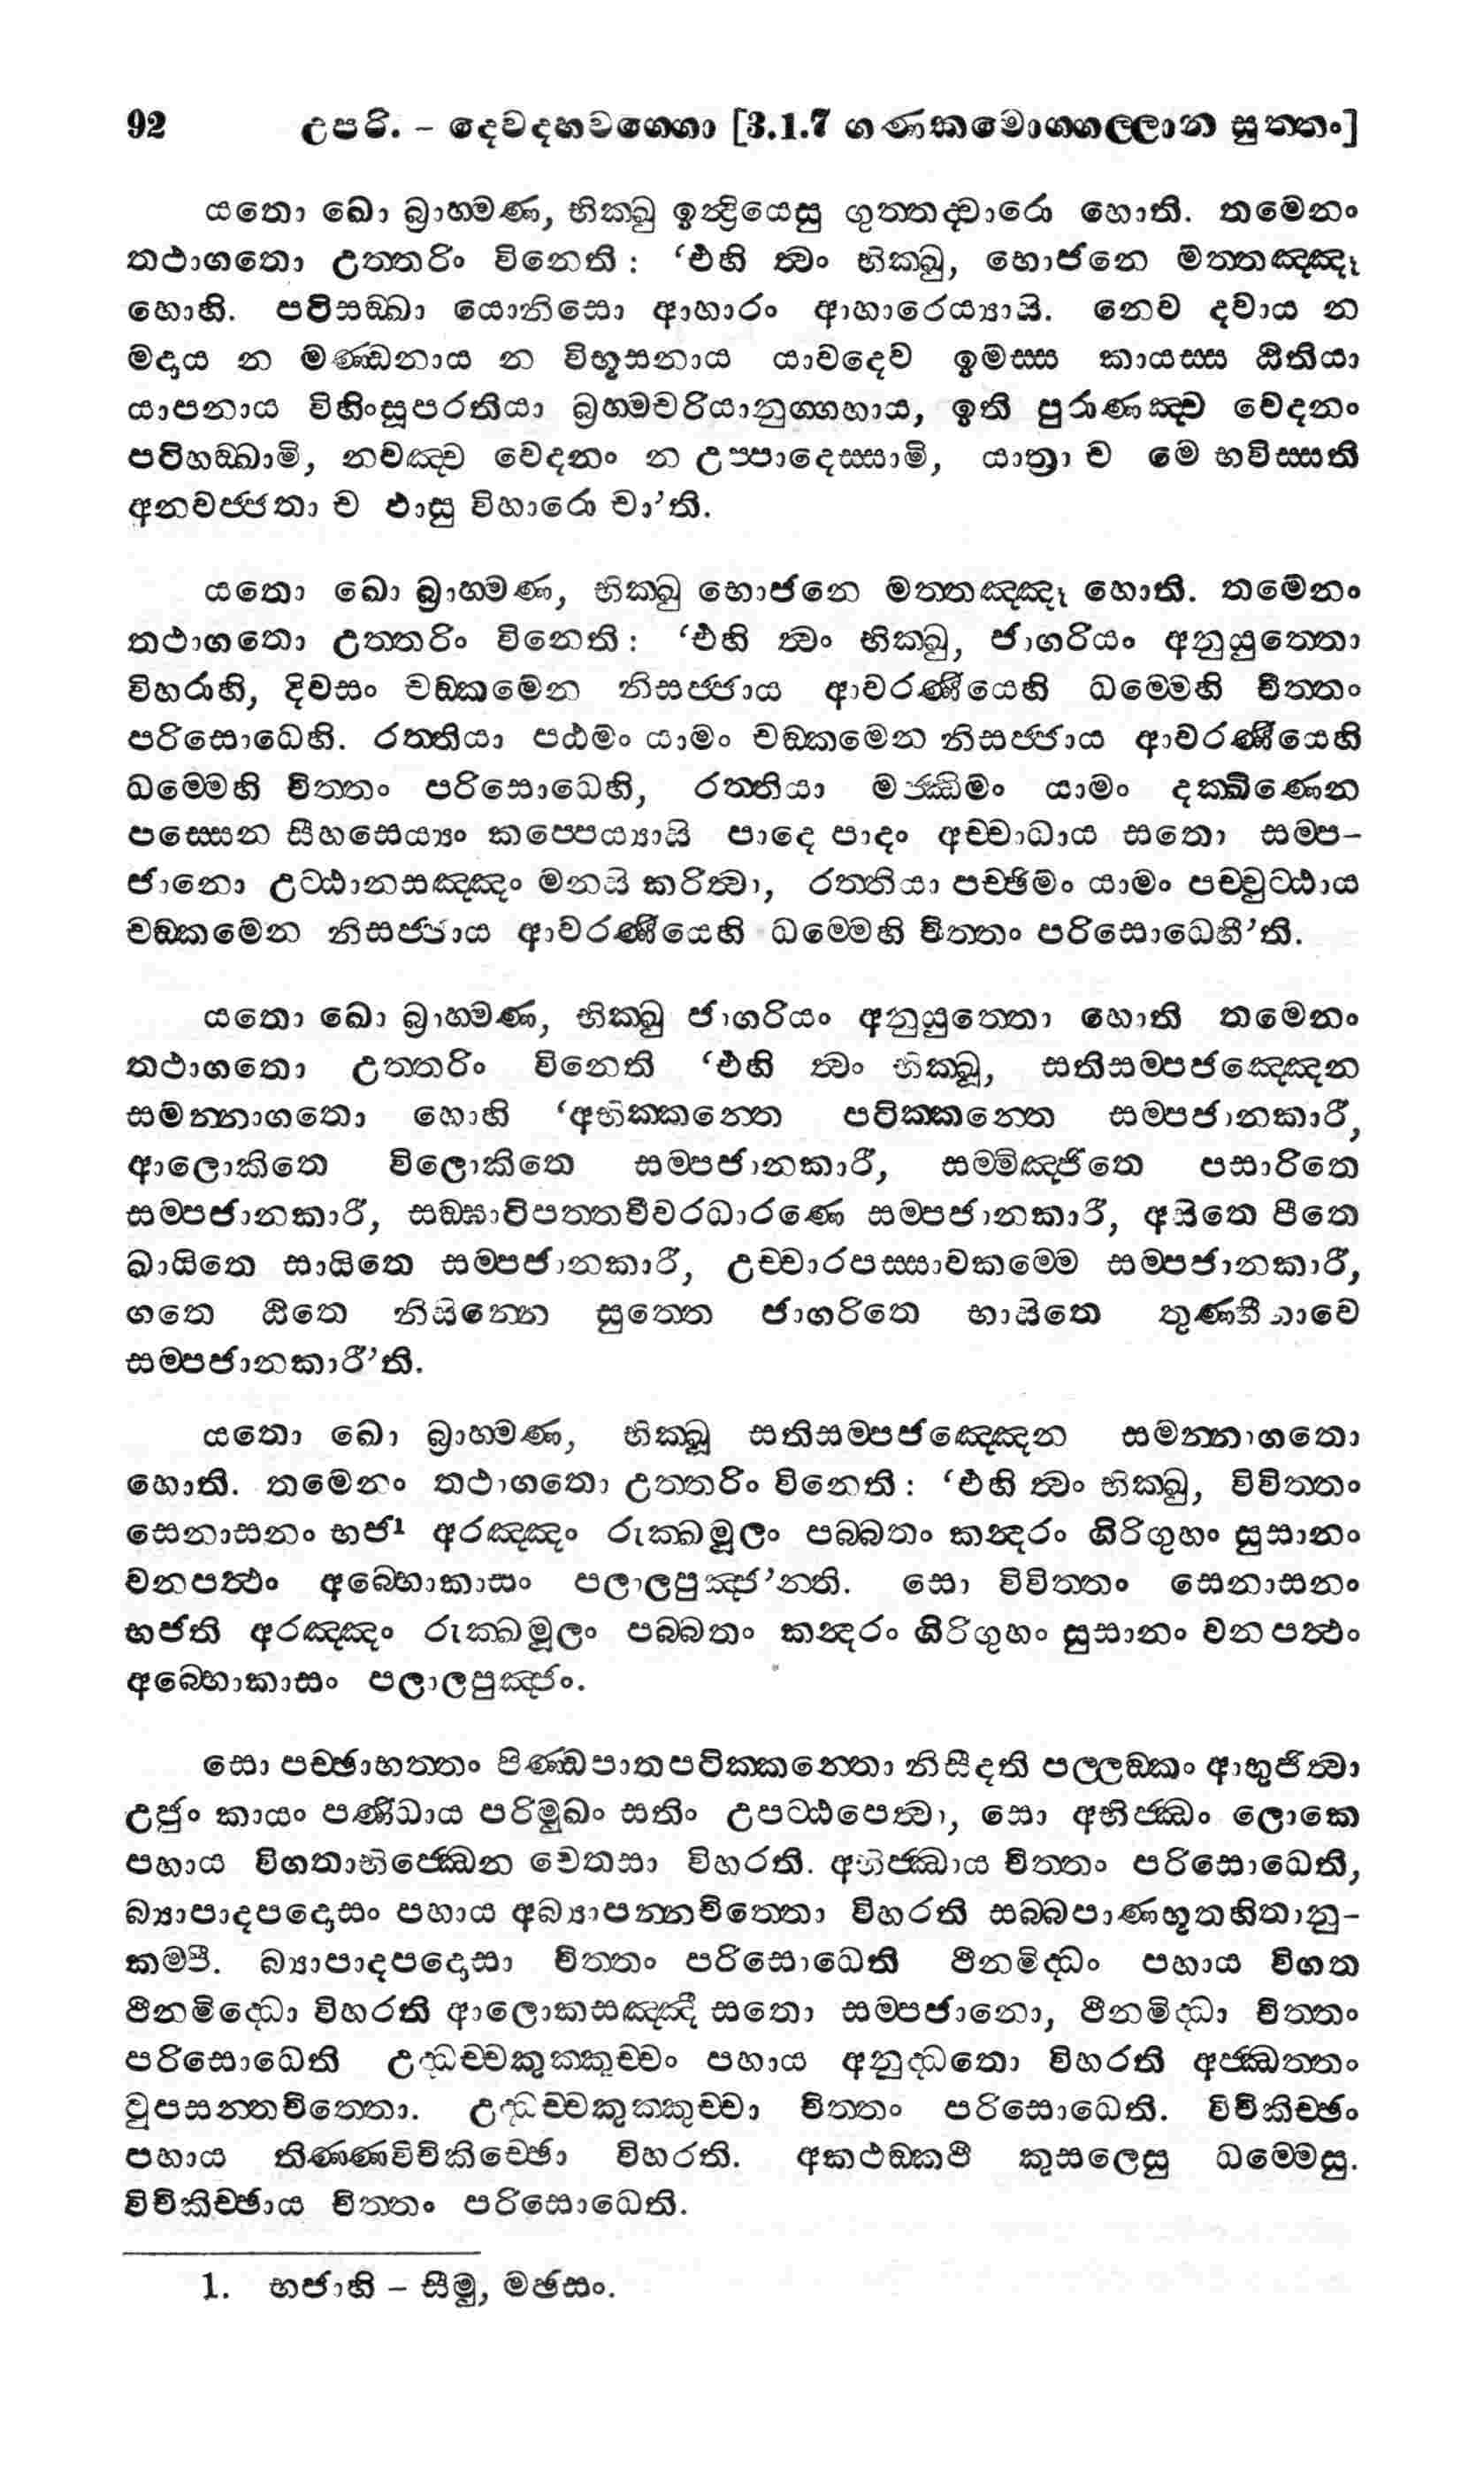 92 උපරි. – දෙවදහවග්ගො [3.1.7 ගණකමොග්ගල්ලාන සුත්තං]
යතො ඛො බ්‍රාහ්මණ, භික්ඛු ඉන්‍ද්‍රියෙසු ගුත්තද්වාරො හොති. තමෙනං
තථාගතො උත්තරිං විනෙති : ‘එහි ත්‍වං භික්ඛු, භොජනෙ මත්තඤ්ඤූ
හොහි. පටිසඞ්ඛා යොනිසො ආහාරං ආහාරෙය්‍යාසි. නෙව දවාය න
මදාය න මණ්ඩනාය න විභූසනාය යාවදෙව ඉමස්ස කායස්ස ඨිතියා
යාපනාය විහිංසූපරතියා බ්‍රහ්මචරියානුග්ගහාය, ඉති පුරාණඤ්ච වෙදනං
පටිහඞ්ඛාමි, නවඤ්ච වෙදනං න උප්පාදෙස්සාමි, යාත්‍රා ච මෙ භවිස්සති
අනවජ්ජතා ච ඵාසු විහාරො චා’ති.
යතො ඛො බ්‍රාහ්මණ, භික්ඛු භොජනෙ මත්තඤ්ඤූ හොති. තමෙනං
තථාගතො උත්තරිං විනෙති : ‘එහි ත්‍වං භික්ඛු, ජාගරියං අනුයුත්තො
විහරාහි, දිවසං චඞ්කමෙන නිසජ්ජාය ආවරණීයෙහි ධම්මෙහි චිත්තං
පරිසොධෙහි. රත්තියා පඨමං යාමං චඞ්කමෙන නිසජ්ජාය ආවරණීයෙහි
ධම්මෙහි චිත්තං පරිසොධෙහි, රත්තියා මජ්ඣිමං යාමං දක්ඛිණෙන
පස්සෙන සීහසෙය්‍යං කප්පෙය්‍යාසි පාදෙ පාදං අච්චාධාය සතො සම්ප-
ජානො උට්ඨානසඤ්ඤං මනසි කරිත්‍වා, රත්තියා පච්ඡිමං යාමං පච්චුට්ඨාය
චඞ්කමෙන නිසජ්ජාය ආවරණීයෙහි ධම්මෙහි චිත්තං පරිසොධෙහී’ති.
යතො ඛො බ්‍රාහ්මණ, භික්ඛු ජාගරියං අනුයුත්තො හොති තමෙනං
තථාගතො උත්තරිං විනෙති ‘එහි ත්‍වං භික්ඛූ, සතිසම්පජඤ්ඤෙන
සමන්නාගතො හොහි ‘අභික්කන්තෙ පටික්කන්තෙ සම්පජානකාරී,
ආලොකිතෙ විලොකිතෙ සම්පජානකාරී, සම්මිඤ්ජිතෙ පසාරිතෙ
සම්පජානකාරී, සඞ්ඝාටිපත්තචීවරධාරණෙ සම්පජානකාරී, අසිතෙ පීතෙ
ඛායිතෙ සායිතෙ සම්පජානකාරී, උච්චාරපස්සාවකම්මෙ සම්පජානකාරී,
ගතෙ ඨිතෙ නිසින්නෙ සුත්තෙ ජාගරිතෙ භාසිතෙ තුණ්හීභාවෙ
සම්පජානකාරී’ති.
යතො ඛො බ්‍රාහ්මණ, භික්ඛූ සතිසම්පජඤ්ඤෙන සමන්නාගතො
හොති. තමෙනං තථාගතො උත්තරිං විනෙති : ‘එහි ත්‍වං භික්ඛු, විවිත්තං
සෙනාසනං භජ¹ අරඤ්ඤං රුක්ඛමූලං පබ්බතං කන්‍දරං ගිරිගුහං සුසානං
වනපත්‍ථං අබ්භොකාසං පලාලපුඤ්ජ’න්ති. සො විවිත්තං සෙනාසනං
භජති අරඤ්ඤං රුක්ඛමූලං පබ්බතං කන්‍දරං ගිරිගුහං සුසානං වනපත්‍ථං
අබ්භොකාසං පලාලපුඤ්ජං.
සො පච්ඡාභත්තං පිණ්ඩපාතපටික්කන්තො නිසීදති පල්ලඞ්කං ආභුජිත්‍වා
උජුං කායං පණිධාය පරිමුඛං සතිං උපට්ඨපෙත්‍වා, සො අභිජ්ඣං ලොකෙ
පහාය විගතාභිජ්ඣෙන චෙතසා විහරති. අභිජ්ඣාය චිත්තං පරිසොධෙති,
බ්‍යාපාදපදොසං පහාය අබ්‍යාපන්නචිත්තො විහරති සබ්බපාණභූතහිතානු-
කම්පී. බ්‍යාපාදපදොසා චිත්තං පරිසොධෙති ථීනමිද්ධං පහාය විගත
ථීනමිද්ධො විහරති ආලොකසඤ්ඤී සතො සම්පජානො, ථීනමිද්ධා චිත්තං
පරිසොධෙති උද්ධච්චකුක්කුච්චං පහාය අනුද්ධතො විහරති අජ්ඣත්තං
වූපසන්තචිත්තො. උද්ධච්චකුක්කුච්චා චිත්තං පරිසොධෙති. විචිකිච්ඡං
පහාය තිණ්ණවිචිකිච්ඡො විහරති. අකථඞ්කථී කුසලෙසු ධම්මෙසු.
විචිකිච්ඡාය චිත්තං පරිසොධෙති.
1. භජාහි – සීමු, මඡසං.